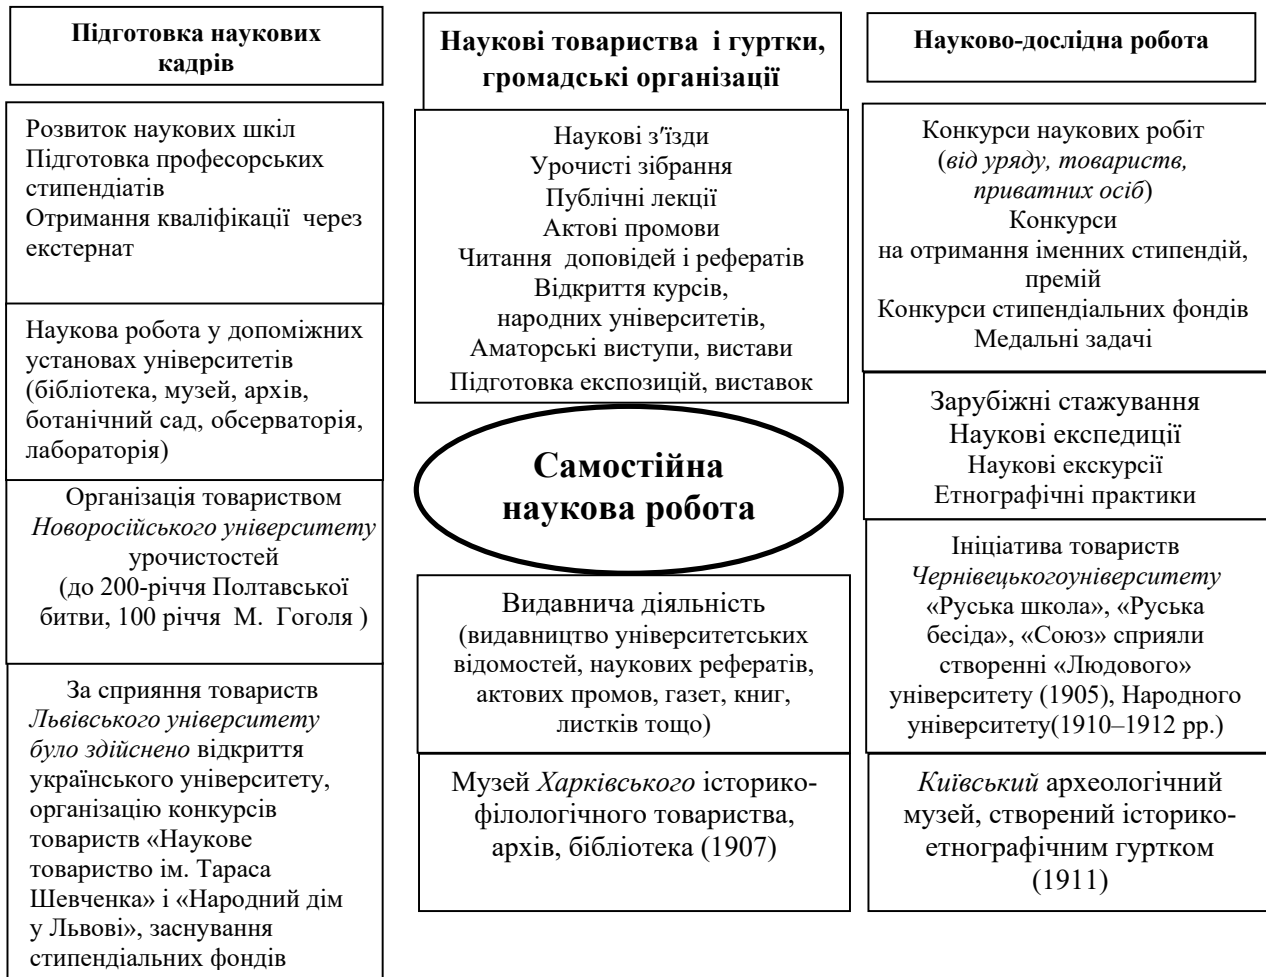 Підготовка наукових
кадрів
Розвиток наукових шкіл
Підготовка професорських
стипендіатів
Отримання кваліфікації через
екстернат
Наукова робота у допоміжних
установах університетів
(бібліотека, музей, архів,
ботанічний сад, обсерваторія,
лабораторія)
Організація товариством
Новоросійського університету
урочистостей
(до 200-річчя Полтавської
битви, 100 річчя М. Гоголя )
За сприяння товариств
Львівського університету
було здійснено відкриття
українського університету,
організацію конкурсів
товариств «Наукове
товариство ім. Тараса
Шевченка» і «Народний дім
у Львові», заснування
стипендіальних фондів
Наукові товариства і гуртки,
громадські організації
Наукові з′їзди
Урочисті зібрання
Публічні лекції
Актові промови
Читання доповідей і рефератів
Відкриття курсів,
народних університетів,
Аматорські виступи, вистави
Підготовка експозицій, виставок
Самостійна
наукова робота
Видавнича діяльність
(видавництво університетських
відомостей, наукових рефератів,
актових промов, газет, книг,
листків тощо)
Музей Харківського історико-
філологічного товариства,
архів, бібліотека (1907)
Науково-дослідна робота
Конкурси наукових робіт
(від уряду, товариств,
приватних осіб)
Конкурси
на отримання іменних стипендій,
премій
Конкурси стипендіальних фондів
Медальні задачі
Зарубіжні стажування
Наукові експедиції
Наукові екскурсії
Етнографічні практики
Ініціатива товариств
Чернівецькогоуніверситету
«Руська школа», «Руська
бесіда», «Союз» сприяли
створенні «Людового»
університету (1905), Народного
університету(1910–1912 рр.)
Київський археологічний
музей, створений історико-
етнографічним гуртком
(1911)